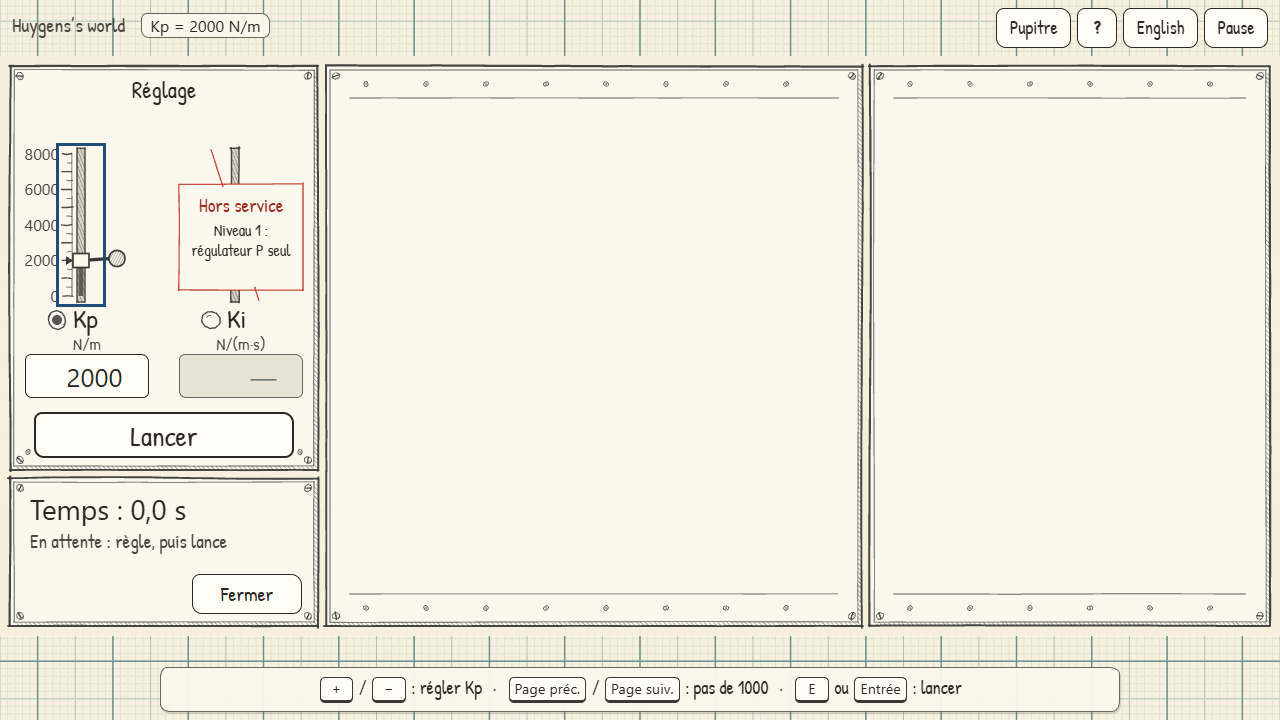 Huygens's world
Kp = 2000 N/m
Pupitre
?
English
Pause
Réglage
8000
6000
4000
2000
0
Hors service
Niveau 1 :
régulateur P seul
Kp
N/m
2000
Ki
N/(m·s)
—
Lancer
Temps : 0,0 s
En attente : règle, puis lance
Fermer
+ / − : régler Kp · Page préc. / Page suiv. : pas de 1000 · E ou Entrée : lancer